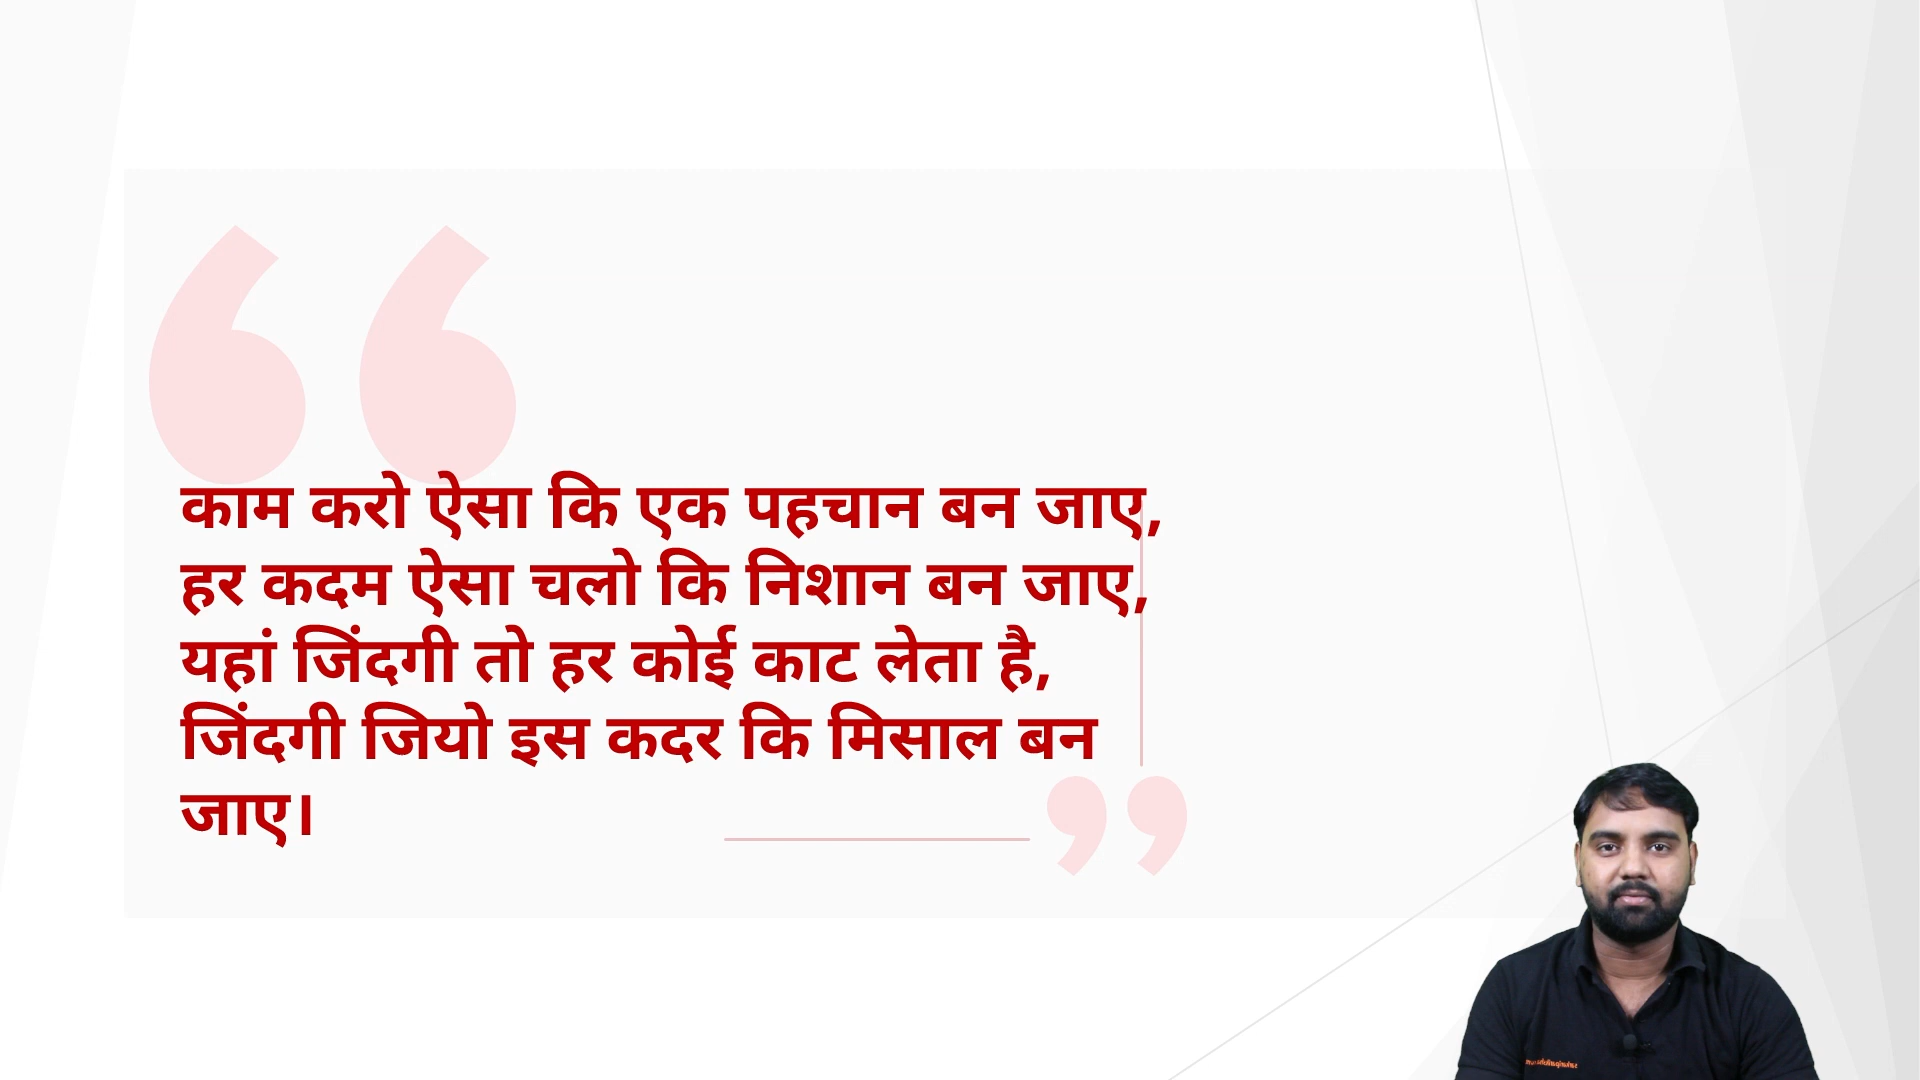 काम करो ऐसा कि एक पहचान बन जाए,
हर कदम ऐसा चलो कि निशान बन जाए,
यहां जिंदगी तो हर कोई काट लेता है,
जिंदगी जियो इस कदर कि मिसाल बन
जाए।